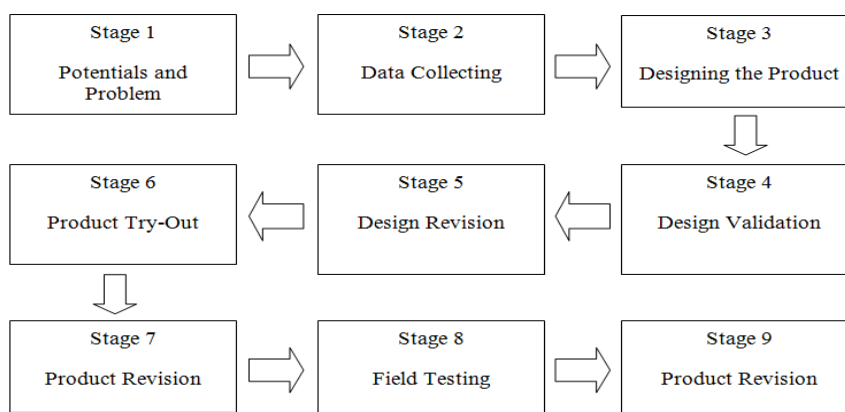 Stage 1
Potentials and
Problem
Stage 2
Data Collecting
Stage 3
Designing the Product
Stage 4
Design Validation
Stage 5
Design Revision
Stage 6
Product Try-Out
Stage 7
Product Revision
Stage 8
Field Testing
Stage 9
Product Revision